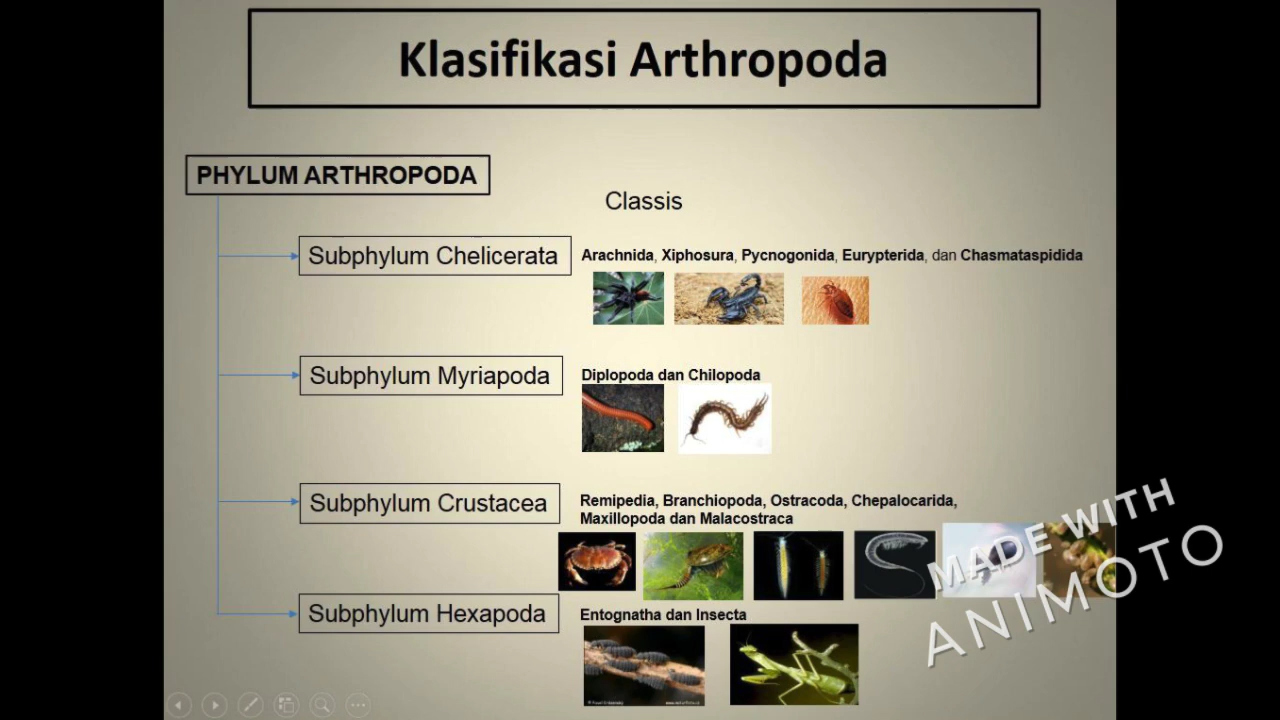 Klasifikasi Arthropoda
PHYLUM ARTHROPODA
Classis
Subphylum Chelicerata
Arachnida, Xiphosura, Pycnogonida, Eurypterida, dan Chasmataspidida
Subphylum Myriapoda
Diplopoda dan Chilopoda
Subphylum Crustacea
Remipedia, Branchiopoda, Ostracoda, Chepalocarida,
Maxillopoda dan Malacostraca
Subphylum Hexapoda
Entognatha dan Insecta
MADE WITH
ANIMOTO